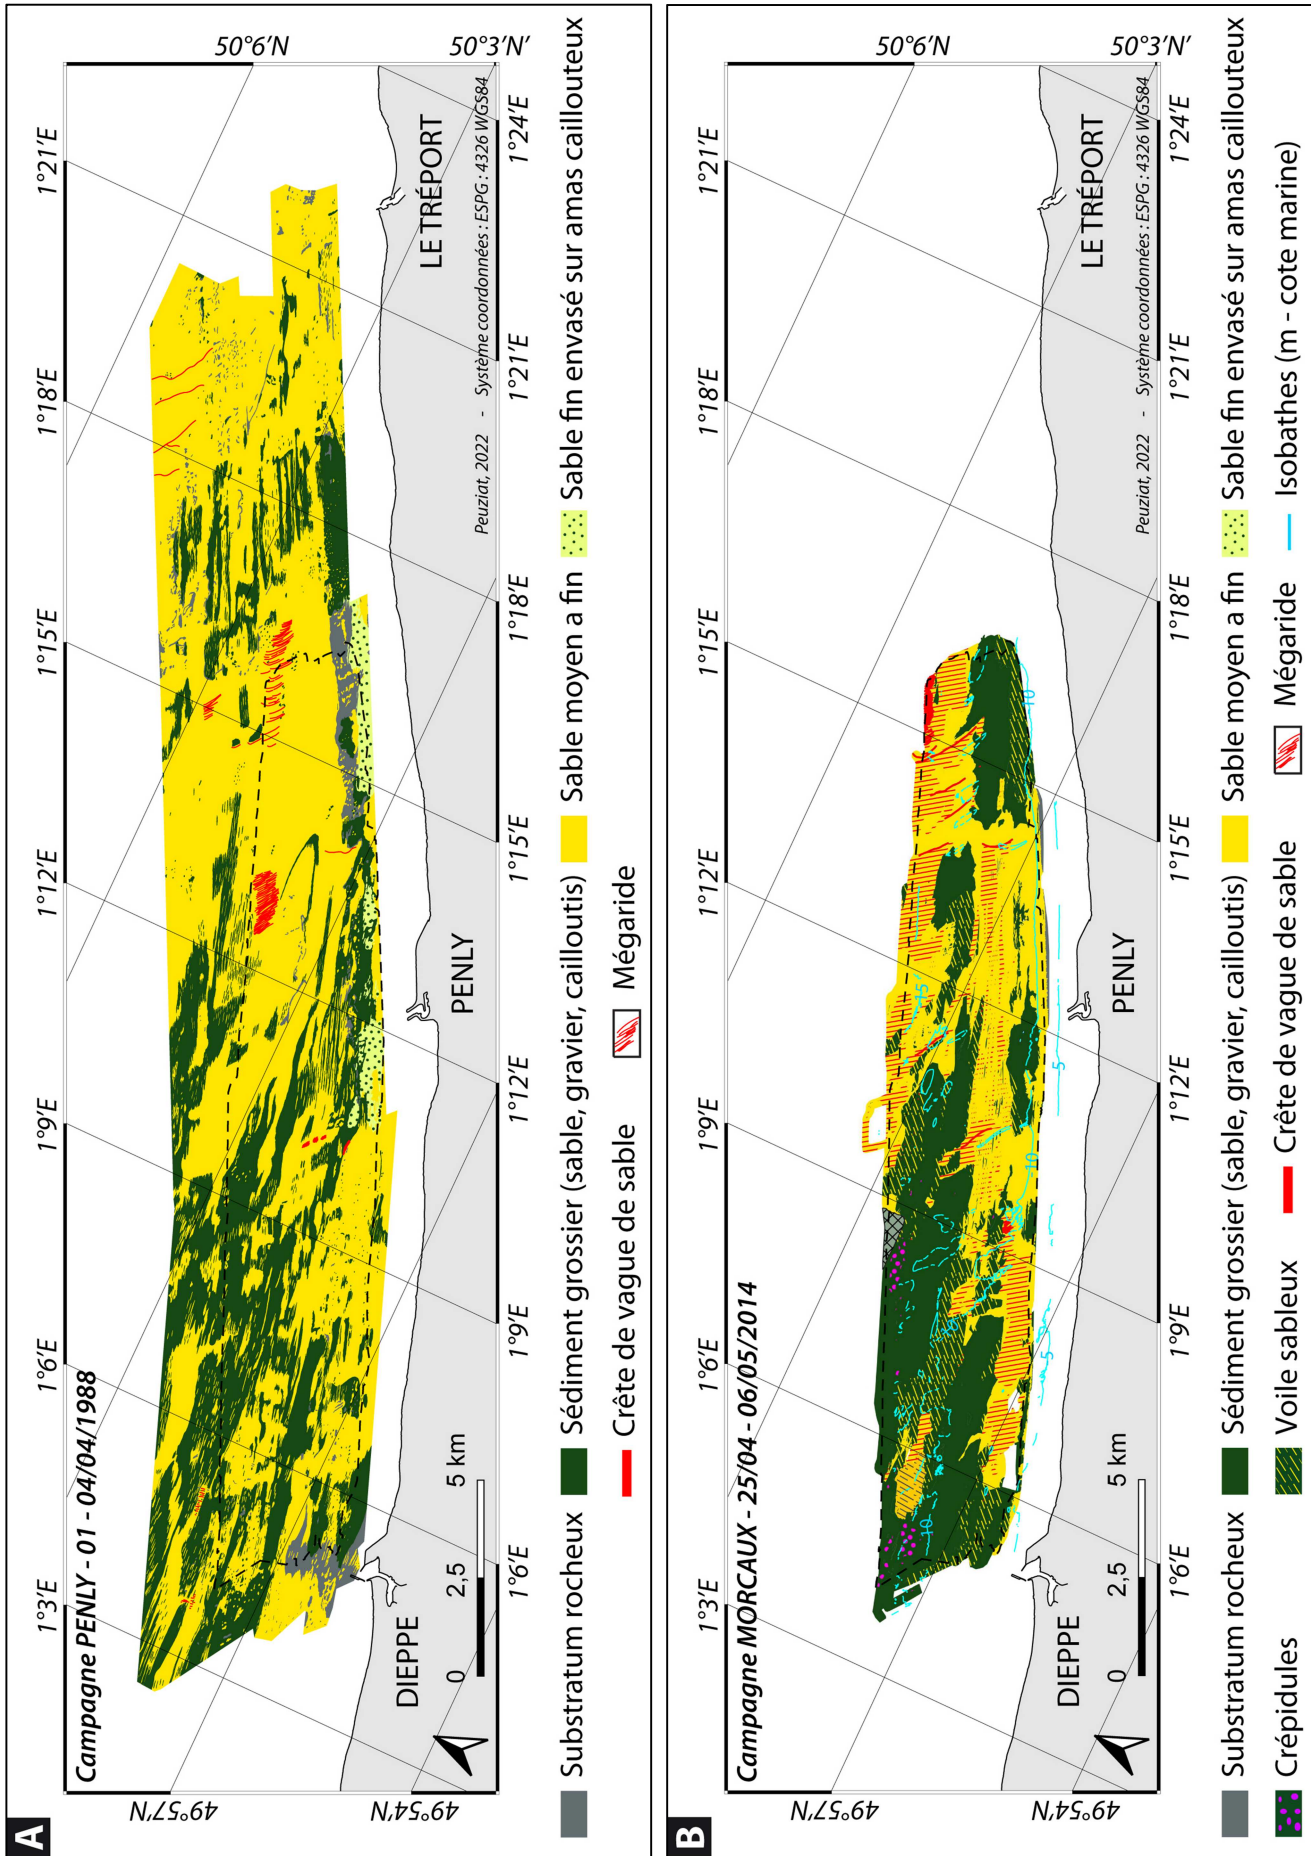 A
Campagne PENLY - 01 - 04/04/1988
1°3'E
1°6'E
1°9'E
1°12'E
1°15'E
1°18'E
1°21'E
50°6'N
50°3'N'
49°57'N
49°54'N
DIEPPE
PENLY
LE TRÉPORT
0 2,5 5 km
Peuziat, 2022 - Système coordonnées : ESPG : 4326 WGS84
1°6'E
1°9'E
1°12'E
1°15'E
1°18'E
1°21'E
1°24'E
Substratum rocheux
Sédiment grossier (sable, gravier, cailloutis)
Sable moyen a fin
Sable fin envasé sur amas caillouteux
Crête de vague de sable
Mégaride
B
Campagne MORCAUX - 25/04 - 06/05/2014
1°3'E
1°6'E
1°9'E
1°12'E
1°15'E
1°18'E
1°21'E
50°6'N
50°3'N'
49°57'N
49°54'N
10
10
15
10
10
5
5
DIEPPE
PENLY
LE TRÉPORT
0 2,5 5 km
Peuziat, 2022 - Système coordonnées : ESPG : 4326 WGS84
1°6'E
1°9'E
1°12'E
1°15'E
1°18'E
1°21'E
1°24'E
Substratum rocheux
Sédiment grossier (sable, gravier, cailloutis)
Sable moyen a fin
Sable fin envasé sur amas caillouteux
Crépidules
Voile sableux
Crête de vague de sable
Mégaride
Isobathes (m - cote marine)